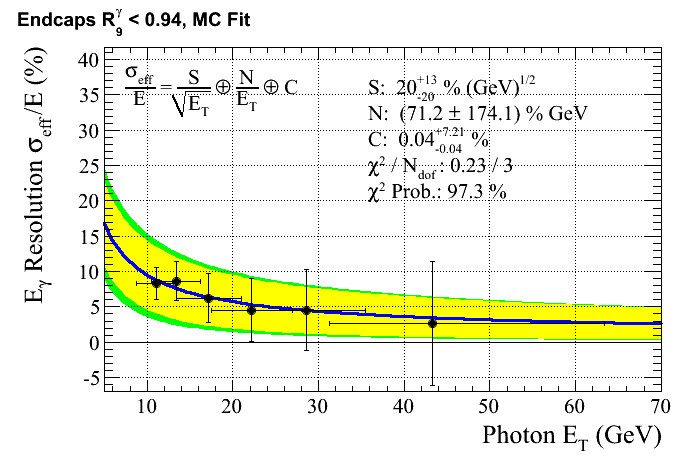 Endcaps R₉^γ < 0.94, MC Fit
E_γ Resolution σ_eff/E (%)
σ_eff/E = S/√E_T ⊕ N/E_T ⊕ C
S: 20 +13 -20 % (GeV)^1/2
N: (71.2 ± 174.1) % GeV
C: 0.04 +7.21 -0.04 %
χ² / N_dof : 0.23 / 3
χ² Prob.: 97.3 %
40
35
30
25
20
15
10
5
0
-5
10 20 30 40 50 60 70
Photon E_T (GeV)